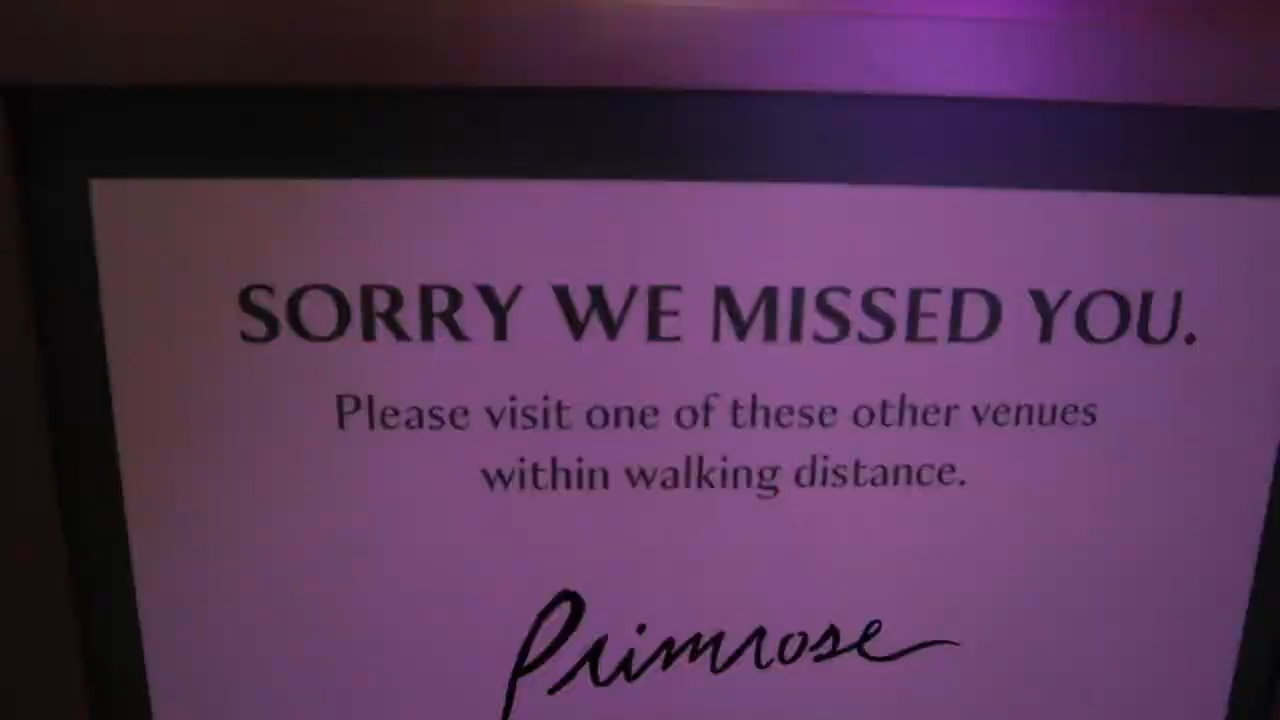 SORRY WE MISSED YOU.
Please visit one of these other venues
within walking distance.
Primrose